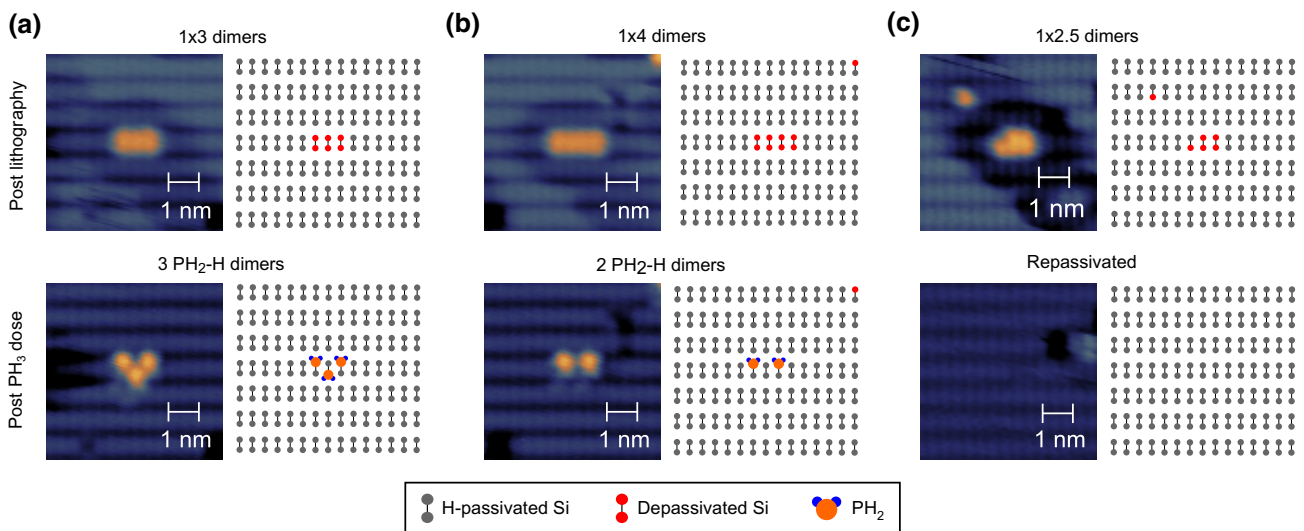 (a)
1x3 dimers
(b)
1x4 dimers
(c)
1x2.5 dimers
Post lithography
1 nm
1 nm
1 nm
3 PH₂-H dimers
2 PH₂-H dimers
Repassivated
Post PH₃ dose
1 nm
1 nm
1 nm
H-passivated Si
Depassivated Si
PH₂